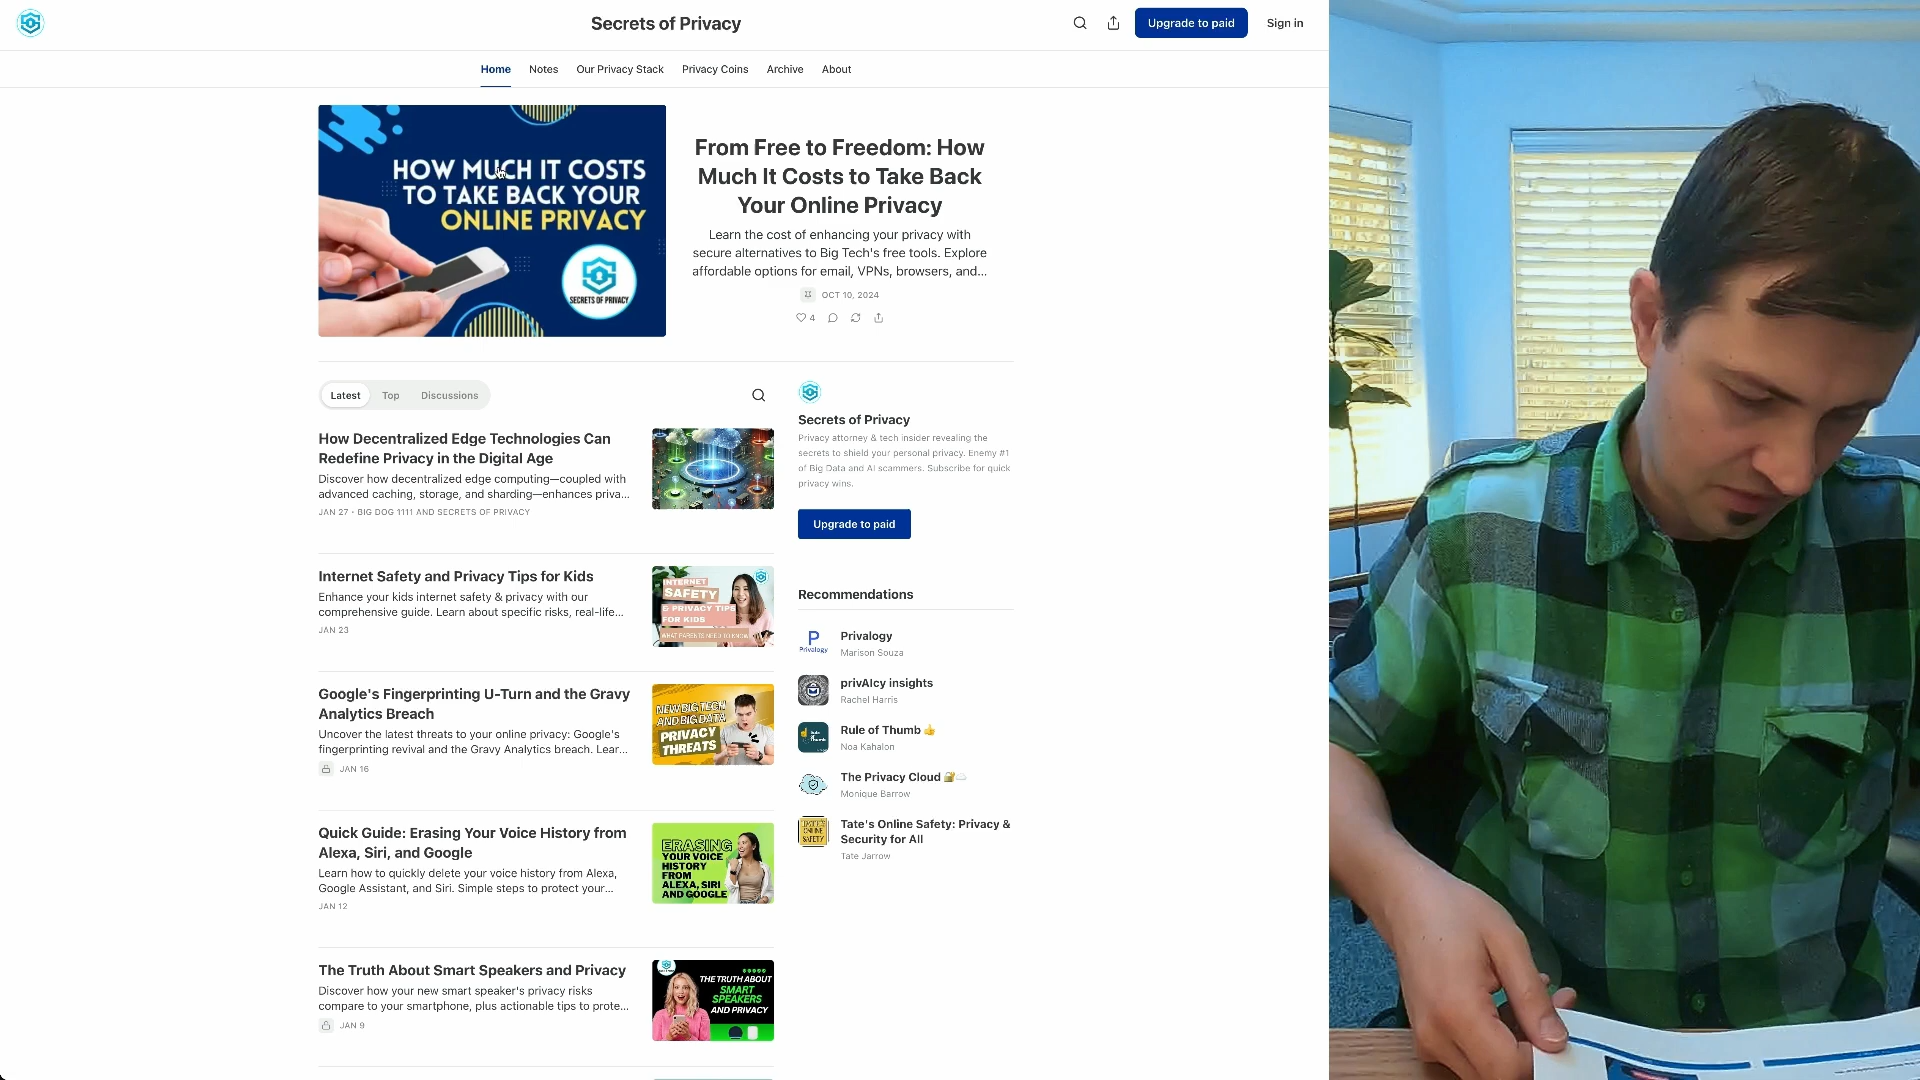 Secrets of Privacy
Upgrade to paid
Sign in
Home
Notes
Our Privacy Stack
Privacy Coins
Archive
About
HOW MUCH IT COSTS
TO TAKE BACK YOUR
ONLINE PRIVACY
SECRETS OF PRIVACY
From Free to Freedom: How
Much It Costs to Take Back
Your Online Privacy
Learn the cost of enhancing your privacy with
secure alternatives to Big Tech's free tools. Explore
affordable options for email, VPNs, browsers, and...
OCT 10, 2024
4
Latest
Top
Discussions
How Decentralized Edge Technologies Can
Redefine Privacy in the Digital Age
Discover how decentralized edge computing—coupled with
advanced caching, storage, and sharding—enhances priva...
JAN 27 • BIG DOG 1111 AND SECRETS OF PRIVACY
Internet Safety and Privacy Tips for Kids
Enhance your kids internet safety & privacy with our
comprehensive guide. Learn about specific risks, real-life...
JAN 23
INTERNET
SAFETY
& PRIVACY TIPS
FOR KIDS
WHAT PARENTS NEED TO KNOW
Google's Fingerprinting U-Turn and the Gravy
Analytics Breach
Uncover the latest threats to your online privacy: Google's
fingerprinting revival and the Gravy Analytics breach. Lear...
JAN 16
NEW BIG TECH
AND BIG DATA
PRIVACY
THREATS
Quick Guide: Erasing Your Voice History from
Alexa, Siri, and Google
Learn how to quickly delete your voice history from Alexa,
Google Assistant, and Siri. Simple steps to protect your...
JAN 12
ERASING
YOUR VOICE
HISTORY
FROM
ALEXA, SIRI
AND GOOGLE
The Truth About Smart Speakers and Privacy
Discover how your new smart speaker's privacy risks
compare to your smartphone, plus actionable tips to prote...
JAN 9
THE TRUTH ABOUT
SMART
SPEAKERS
AND PRIVACY
Secrets of Privacy
Privacy attorney & tech insider revealing the
secrets to shield your personal privacy. Enemy #1
of Big Data and AI scammers. Subscribe for quick
privacy wins.
Upgrade to paid
Recommendations
P
Privalogy
Privalogy
Marison Souza
privAIcy insights
Rachel Harris
Rule of Thumb 👍
Noa Kahalon
The Privacy Cloud 🔐☁️
Monique Barrow
TATE'S
ONLINE
SAFETY
Tate's Online Safety: Privacy &
Security for All
Tate Jarrow